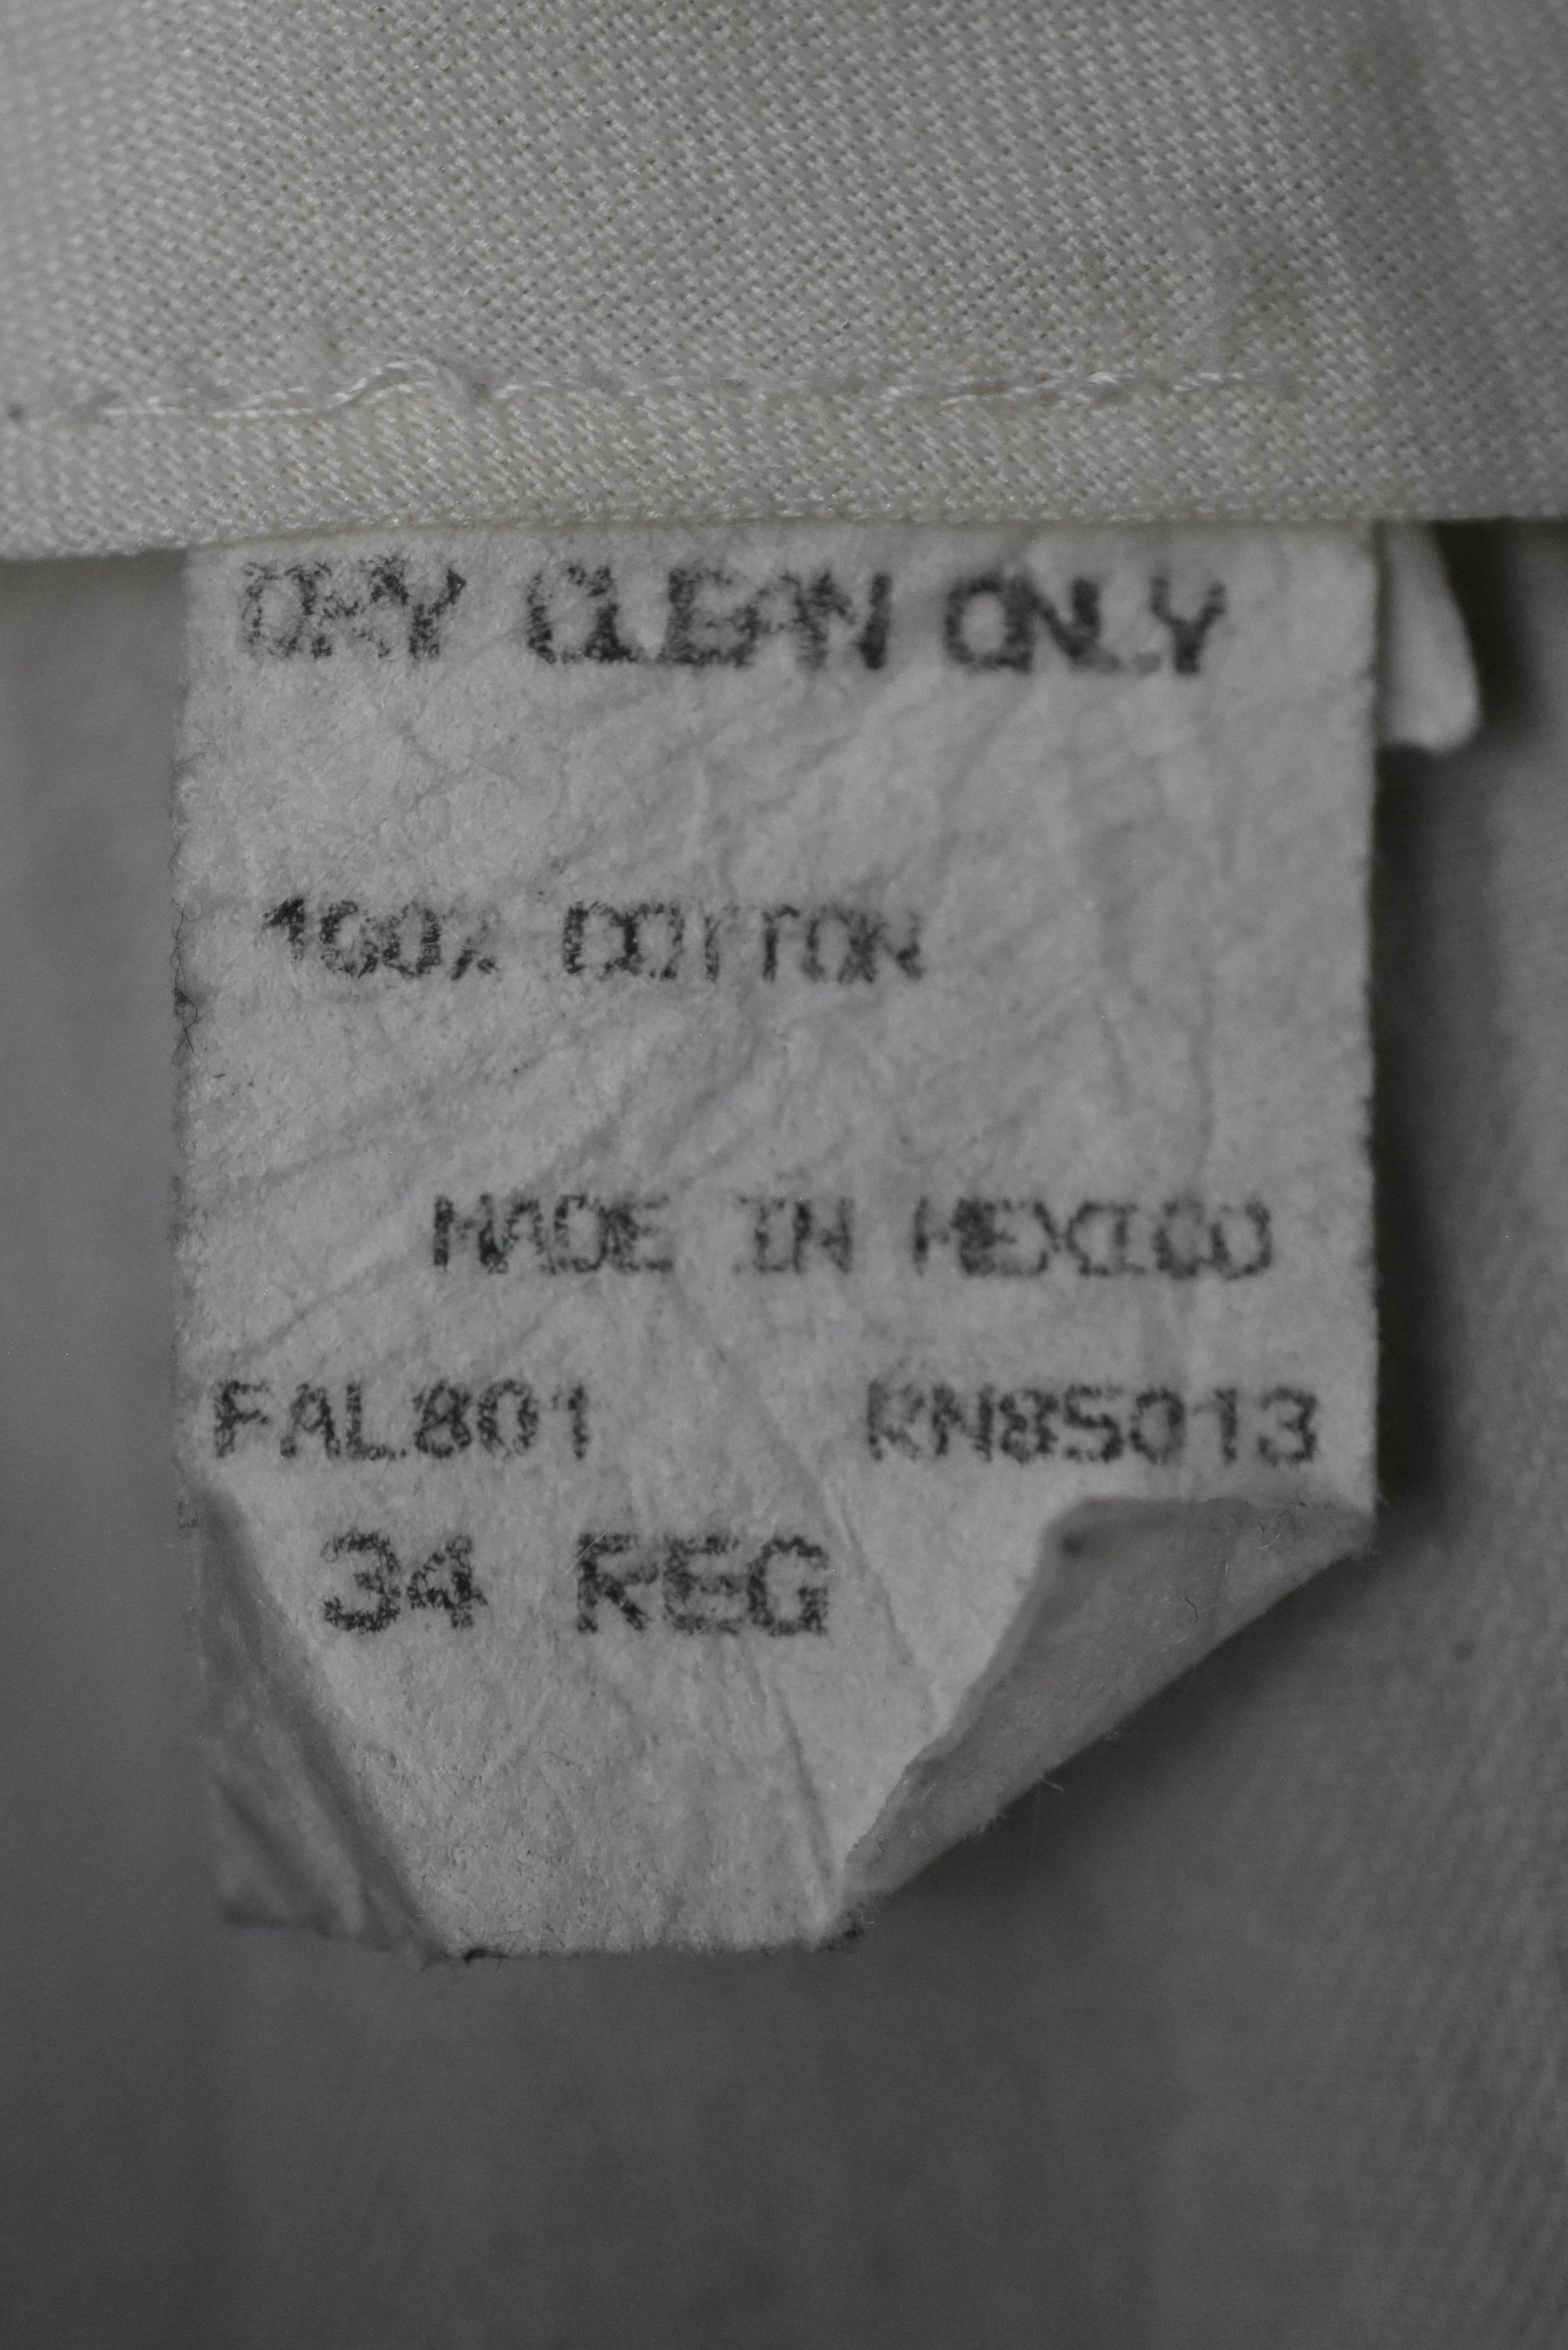 DRY CLEAN ONLY
100% COTTON
MADE IN MEXICO
FAL801 RN85013
34 REG